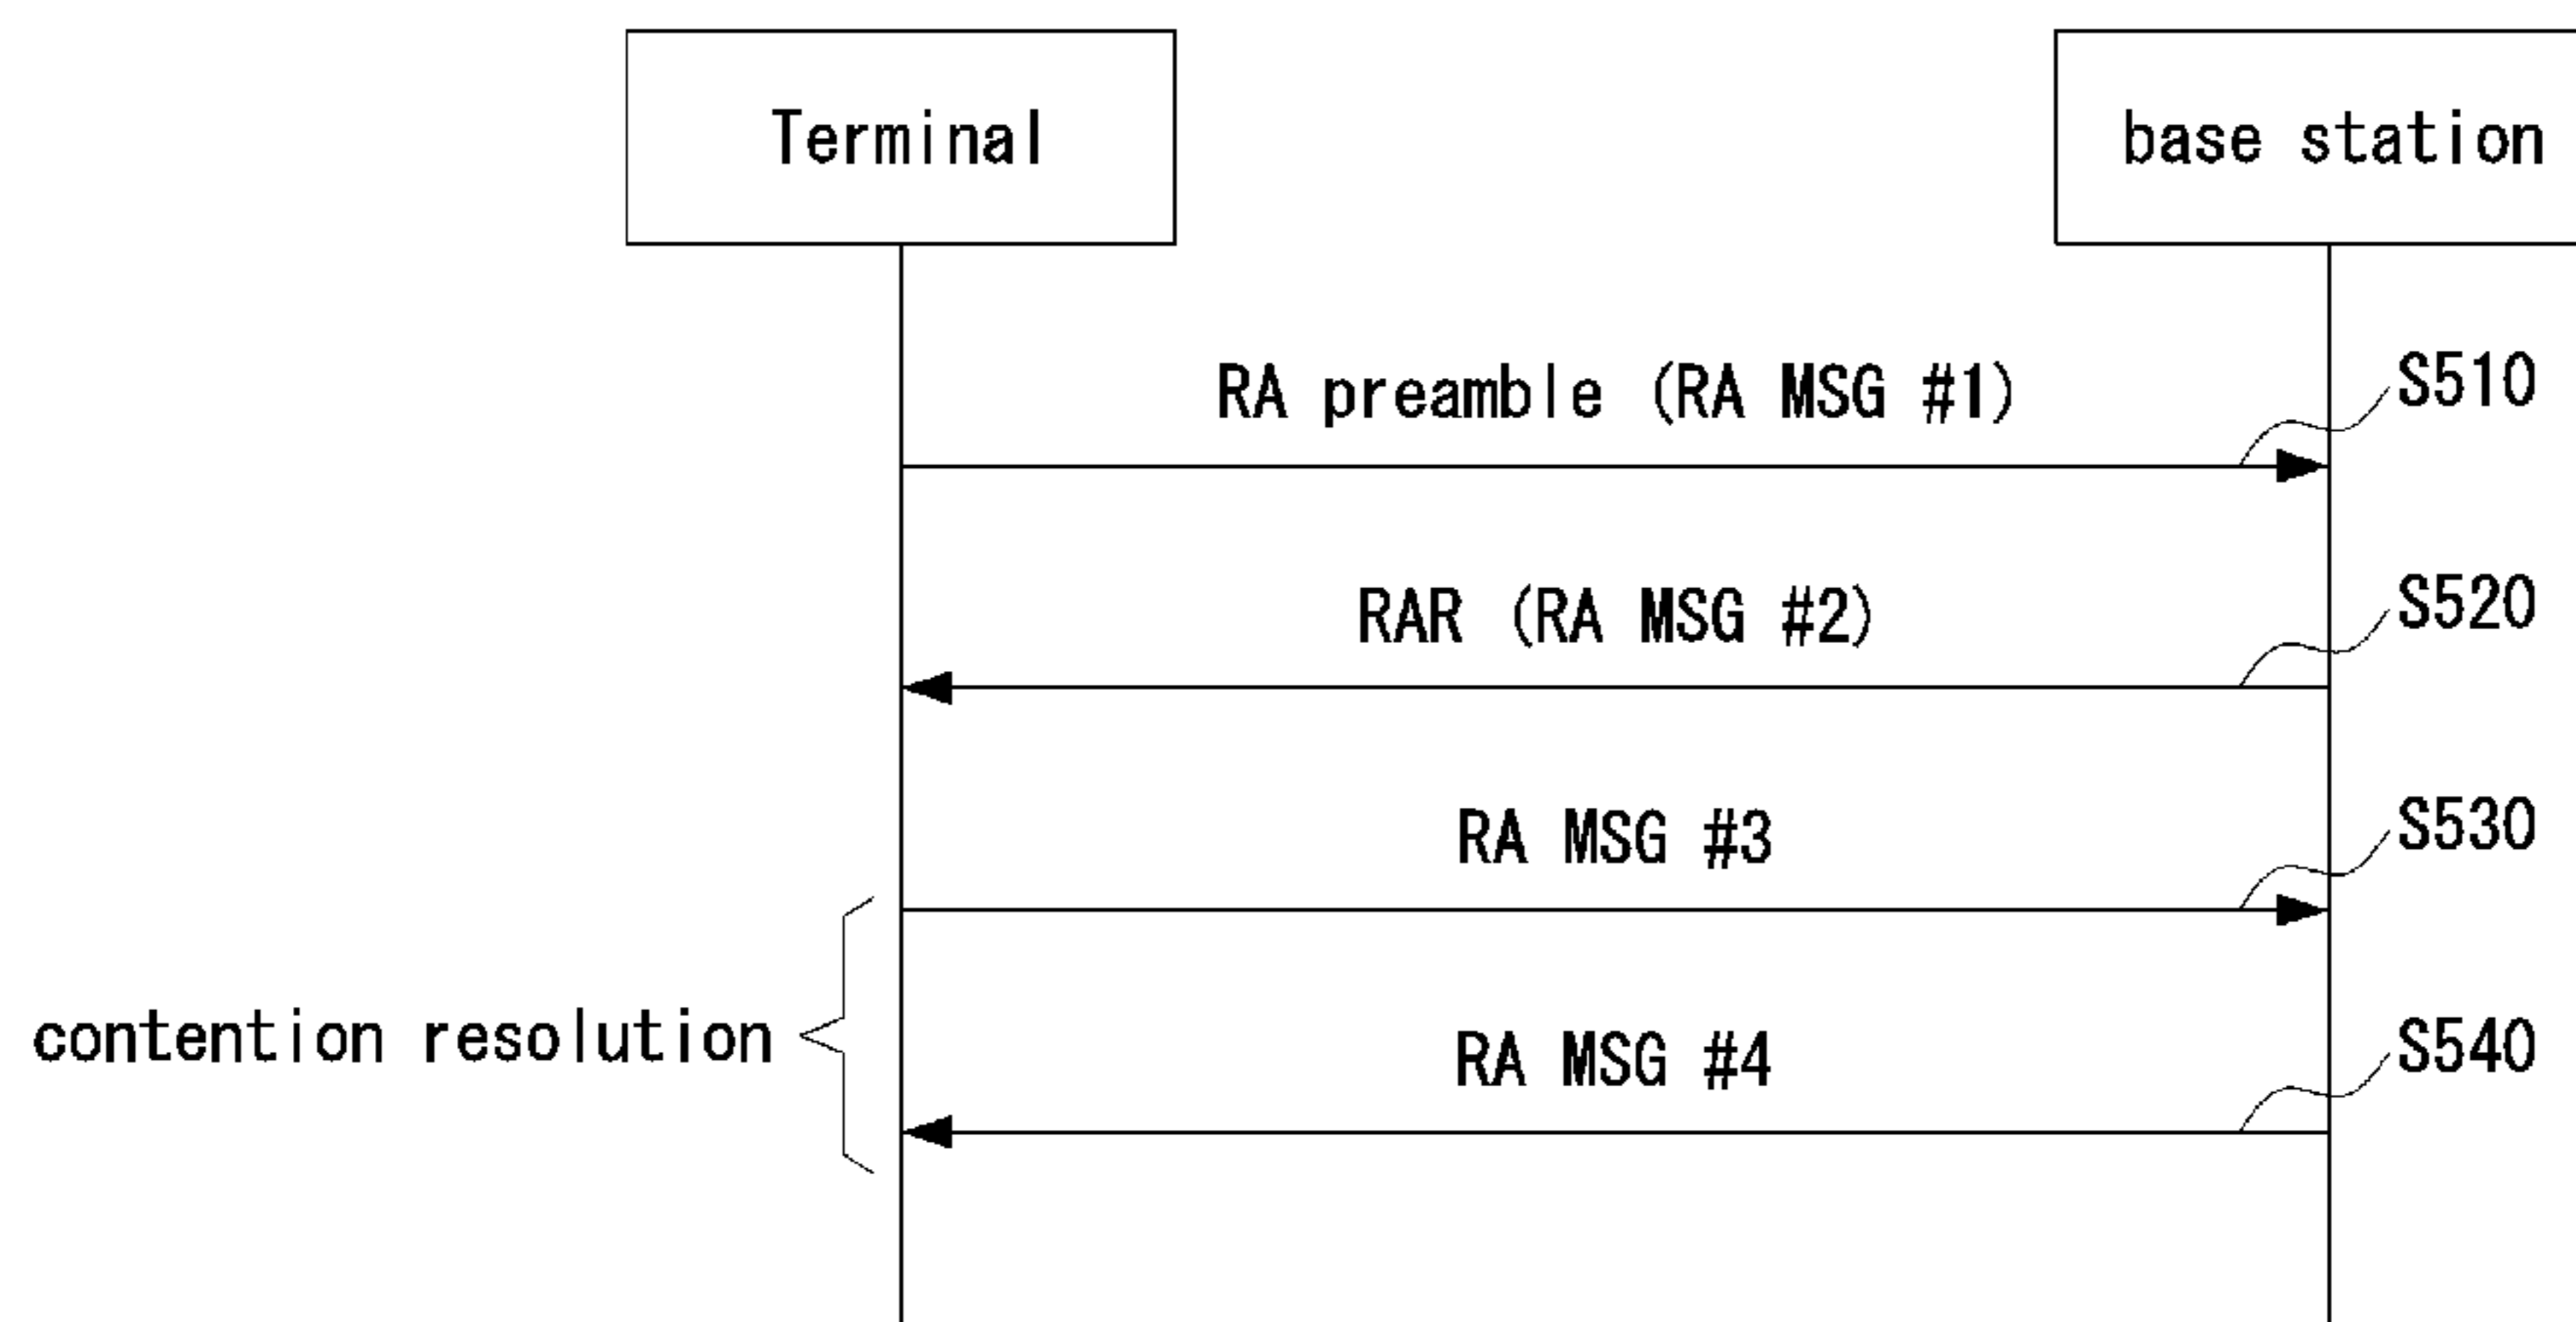 Terminal
base station
RA preamble (RA MSG #1)
S510
RAR (RA MSG #2)
S520
RA MSG #3
S530
contention resolution
RA MSG #4
S540